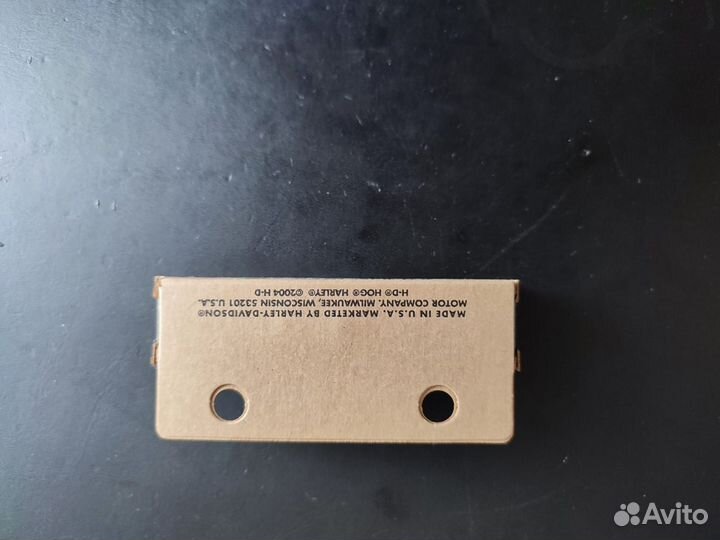 MADE IN U.S.A. MARKETED BY HARLEY-DAVIDSON®
MOTOR COMPANY. MILWAUKEE, WISCONSIN 53201 U.S.A.
H-D® HOG® HARLEY® ©2004 H-D
Avito